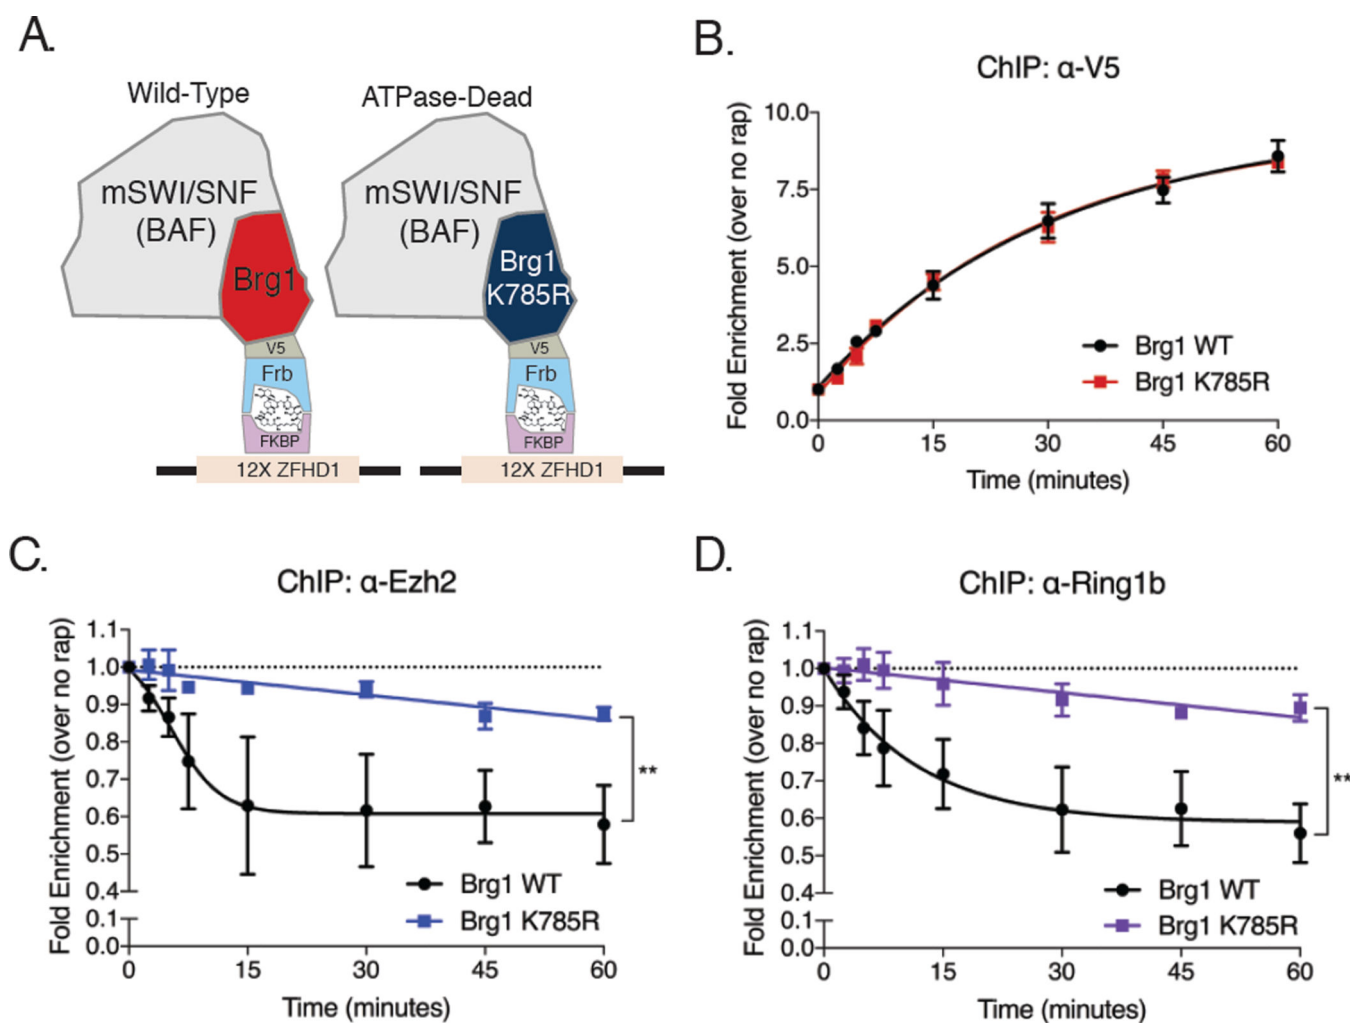 A.
Wild-Type
ATPase-Dead
mSWI/SNF
(BAF)
Brg1
V5
Frb
FKBP
12X ZFHD1
mSWI/SNF
(BAF)
Brg1
K785R
V5
Frb
FKBP
12X ZFHD1
B.
ChIP: α-V5
Fold Enrichment (over no rap)
10.0
7.5
5.0
2.5
0.0
Brg1 WT
Brg1 K785R
0 15 30 45 60
Time (minutes)
C.
ChIP: α-Ezh2
Fold Enrichment (over no rap)
1.1
1.0
0.9
0.8
0.7
0.6
0.5
0.4
0.1
0.0
**
Brg1 WT
Brg1 K785R
0 15 30 45 60
Time (minutes)
D.
ChIP: α-Ring1b
Fold Enrichment (over no rap)
1.1
1.0
0.9
0.8
0.7
0.6
0.5
0.4
0.1
0.0
**
Brg1 WT
Brg1 K785R
0 15 30 45 60
Time (minutes)